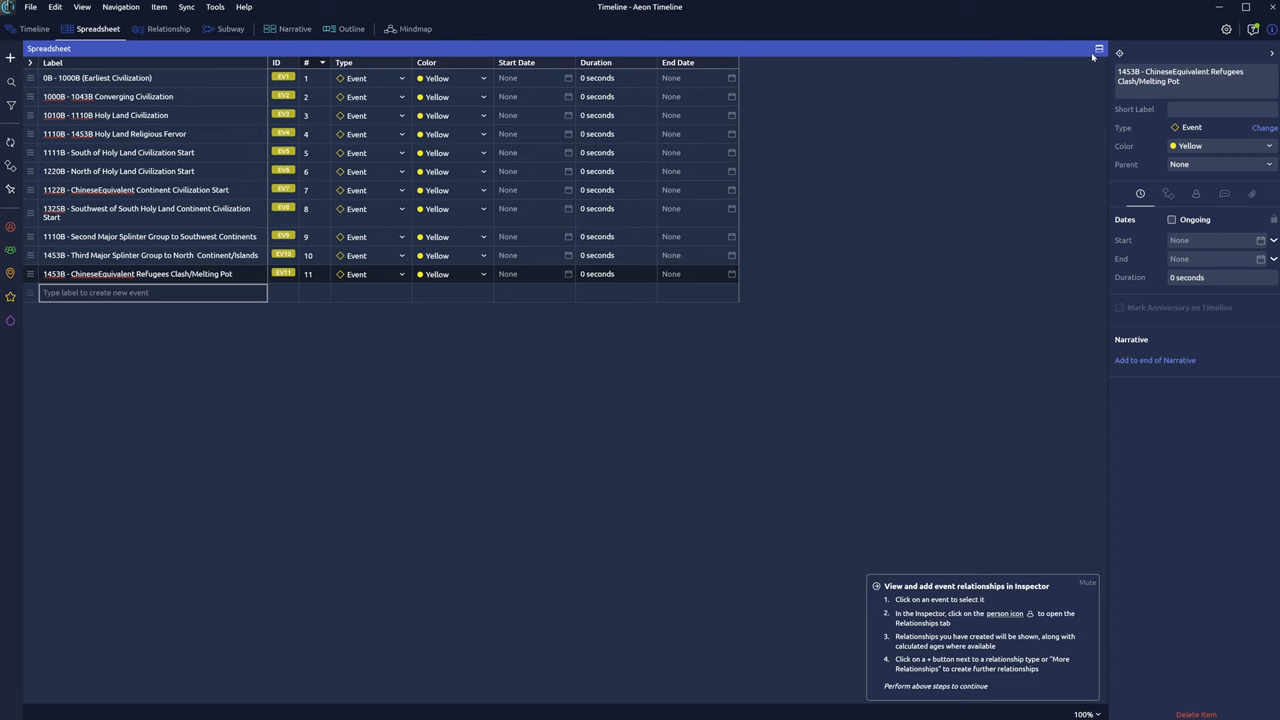 File Edit View Navigation Item Sync Tools Help
Timeline - Aeon Timeline
Timeline Spreadsheet Relationship Subway Narrative Outline Mindmap
Spreadsheet
Label ID # Type Color Start Date Duration End Date
0B - 1000B (Earliest Civilization) EV1 1 Event Yellow None 0 seconds None
1000B - 1043B Converging Civilization EV2 2 Event Yellow None 0 seconds None
1010B - 1110B Holy Land Civilization EV3 3 Event Yellow None 0 seconds None
1110B - 1453B Holy Land Religious Fervor EV4 4 Event Yellow None 0 seconds None
1111B - South of Holy Land Civilization Start EV5 5 Event Yellow None 0 seconds None
1220B - North of Holy Land Civilization Start EV6 6 Event Yellow None 0 seconds None
1122B - ChineseEquivalent Continent Civilization Start EV7 7 Event Yellow None 0 seconds None
1325B - Southwest of South Holy Land Continent Civilization
Start
EV8 8 Event Yellow None 0 seconds None
1110B - Second Major Splinter Group to Southwest Continents EV9 9 Event Yellow None 0 seconds None
1453B - Third Major Splinter Group to North Continent/Islands EV10 10 Event Yellow None 0 seconds None
1453B - ChineseEquivalent Refugees Clash/Melting Pot EV11 11 Event Yellow None 0 seconds None
Type label to create new event
1453B - ChineseEquivalent Refugees
Clash/Melting Pot
Short Label
Type Event Change
Color Yellow
Parent None
Dates Ongoing
Start None
End None
Duration 0 seconds
Mark Anniversary on Timeline
Narrative
Add to end of Narrative
View and add event relationships in Inspector Mute
1. Click on an event to select it
2. In the Inspector, click on the person icon to open the
Relationships tab
3. Relationships you have created will be shown, along with
calculated ages where available
4. Click on a + button next to a relationship type or "More
Relationships" to create further relationships
Perform above steps to continue
100%
Delete Item